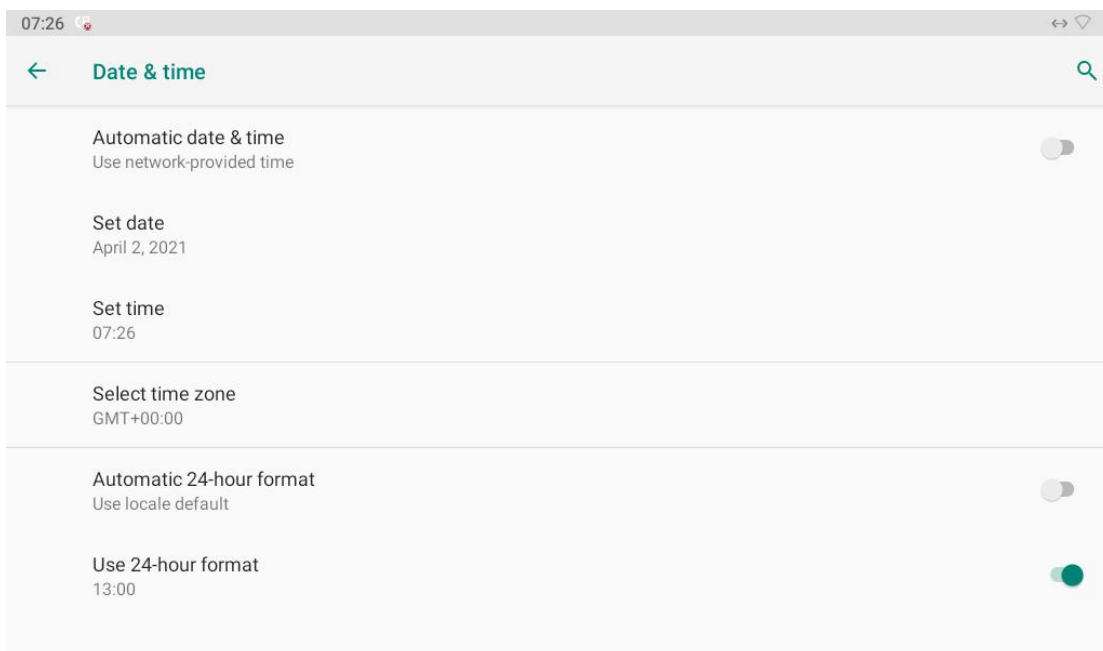 07:26
Date & time
Automatic date & time
Use network-provided time
Set date
April 2, 2021
Set time
07:26
Select time zone
GMT+00:00
Automatic 24-hour format
Use locale default
Use 24-hour format
13:00